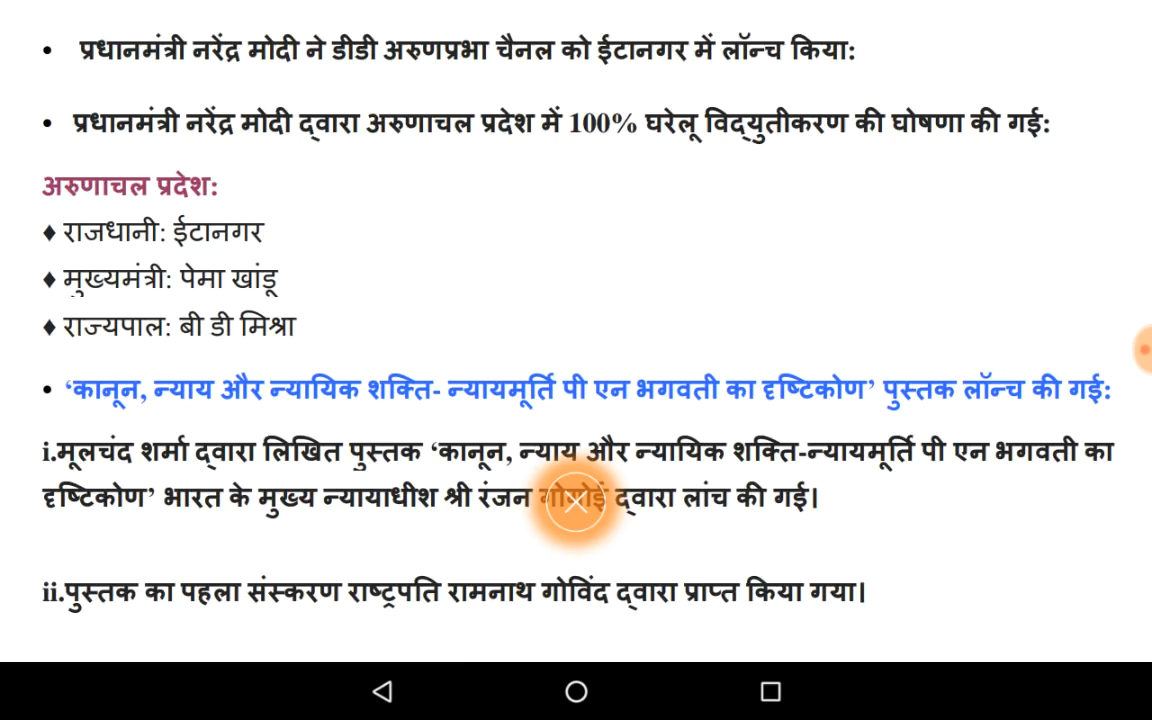 • प्रधानमंत्री नरेंद्र मोदी ने डीडी अरुणप्रभा चैनल को ईटानगर में लॉन्च किया:
• प्रधानमंत्री नरेंद्र मोदी द्वारा अरुणाचल प्रदेश में 100% घरेलू विद्युतीकरण की घोषणा की गई:
अरुणाचल प्रदेश:
♦ राजधानी: ईटानगर
♦ मुख्यमंत्री: पेमा खांडू
♦ राज्यपाल: बी डी मिश्रा
• ‘कानून, न्याय और न्यायिक शक्ति- न्यायमूर्ति पी एन भगवती का दृष्टिकोण’ पुस्तक लॉन्च की गई:
i.मूलचंद शर्मा द्वारा लिखित पुस्तक ‘कानून, न्याय और न्यायिक शक्ति-न्यायमूर्ति पी एन भगवती का
दृष्टिकोण’ भारत के मुख्य न्यायाधीश श्री रंजन गोगोई द्वारा लांच की गई।
ii.पुस्तक का पहला संस्करण राष्ट्रपति रामनाथ गोविंद द्वारा प्राप्त किया गया।